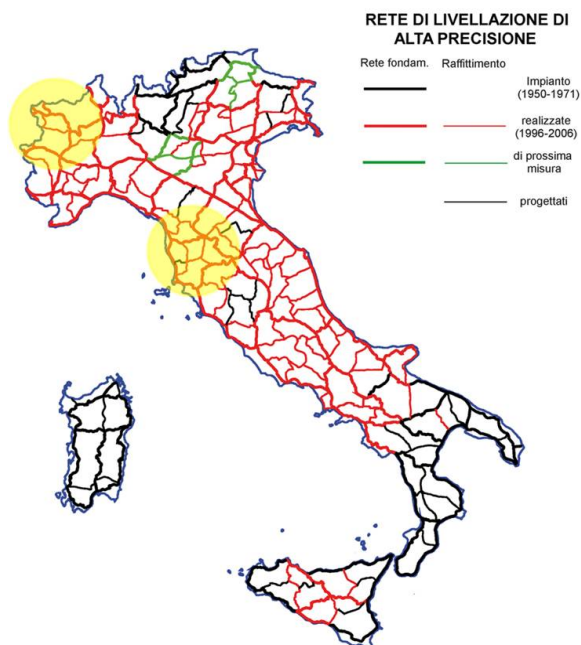 RETE DI LIVELLAZIONE DI
ALTA PRECISIONE
Rete fondam. Raffittimento
Impianto
(1950-1971)
realizzate
(1996-2006)
di prossima
misura
progettati